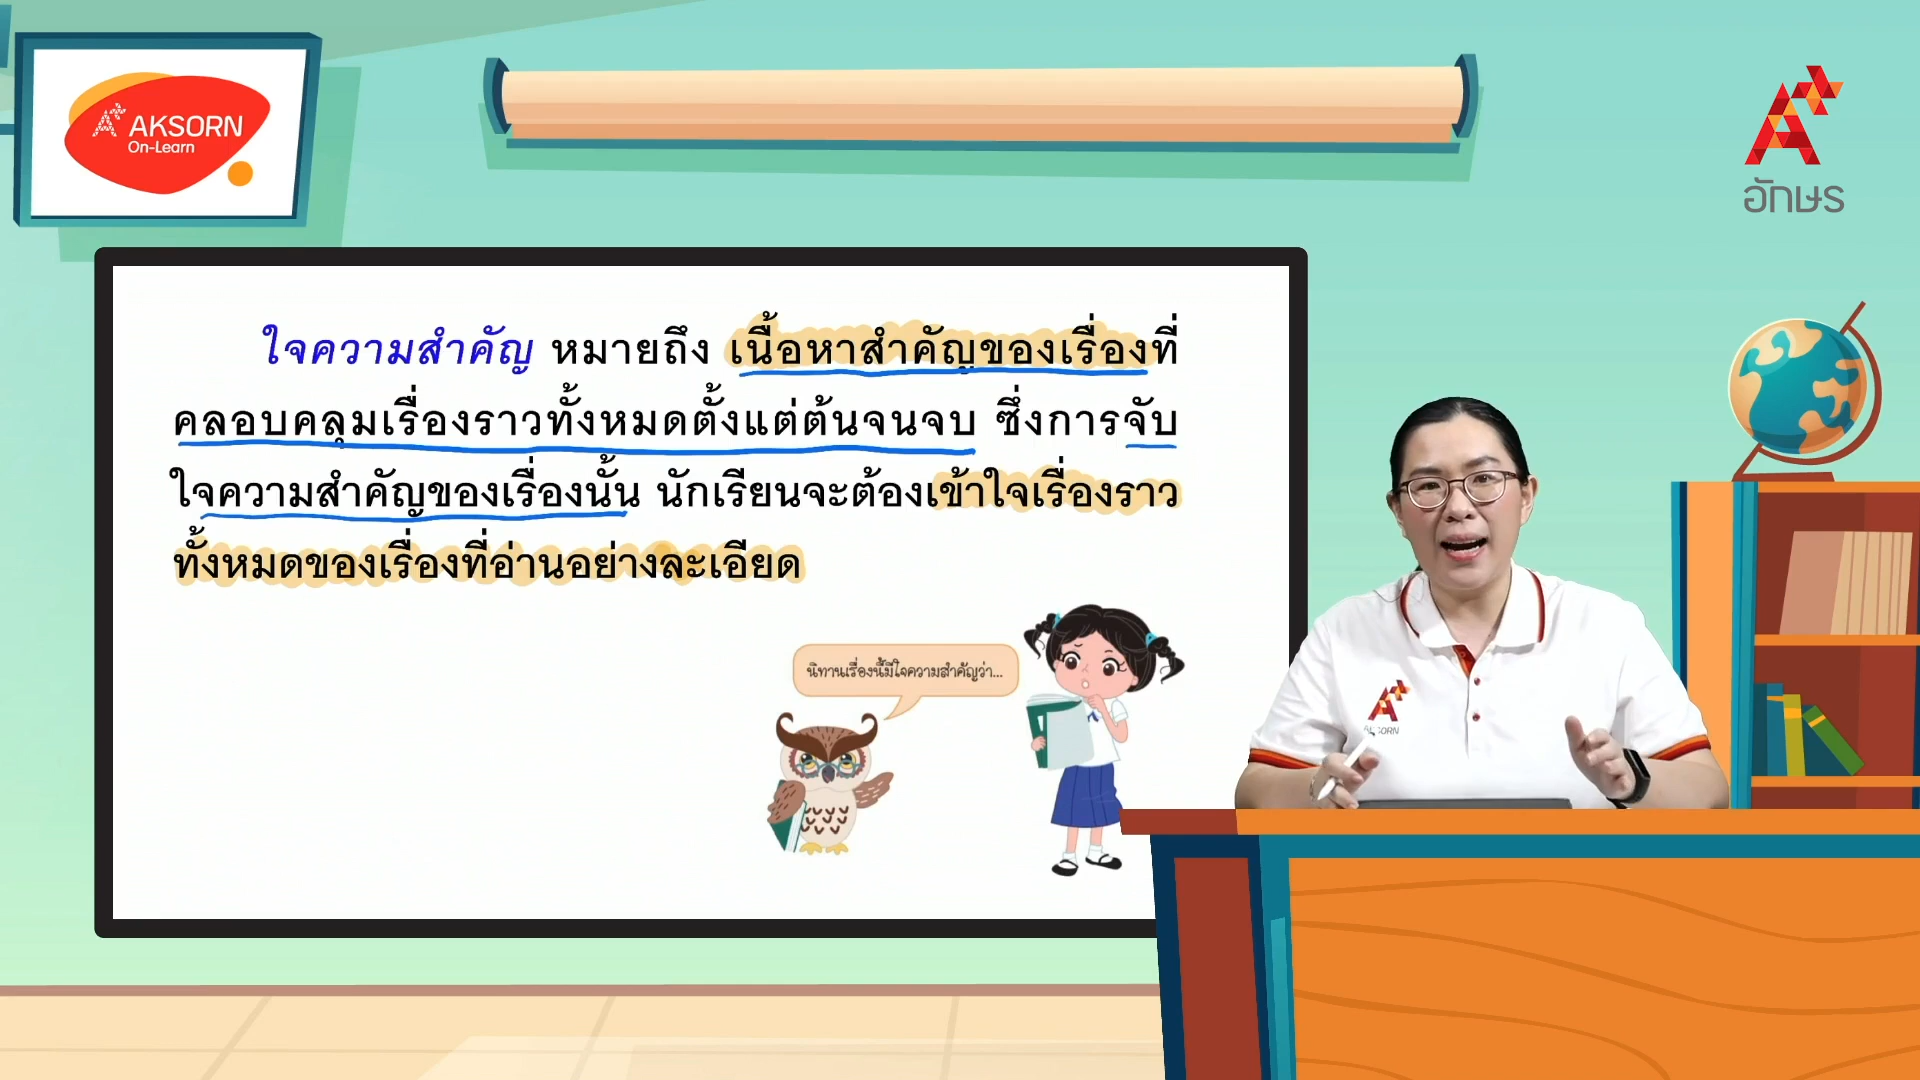 AKSORN
On-Learn
อักษร
ใจความสำคัญ หมายถึง เนื้อหาสำคัญของเรื่องที่
คลอบคลุมเรื่องราวทั้งหมดตั้งแต่ต้นจนจบ ซึ่งการจับ
ใจความสำคัญของเรื่องนั้น นักเรียนจะต้องเข้าใจเรื่องราว
ทั้งหมดของเรื่องที่อ่านอย่างละเอียด
นิทานเรื่องนี้มีใจความสำคัญว่า...
AKSORN